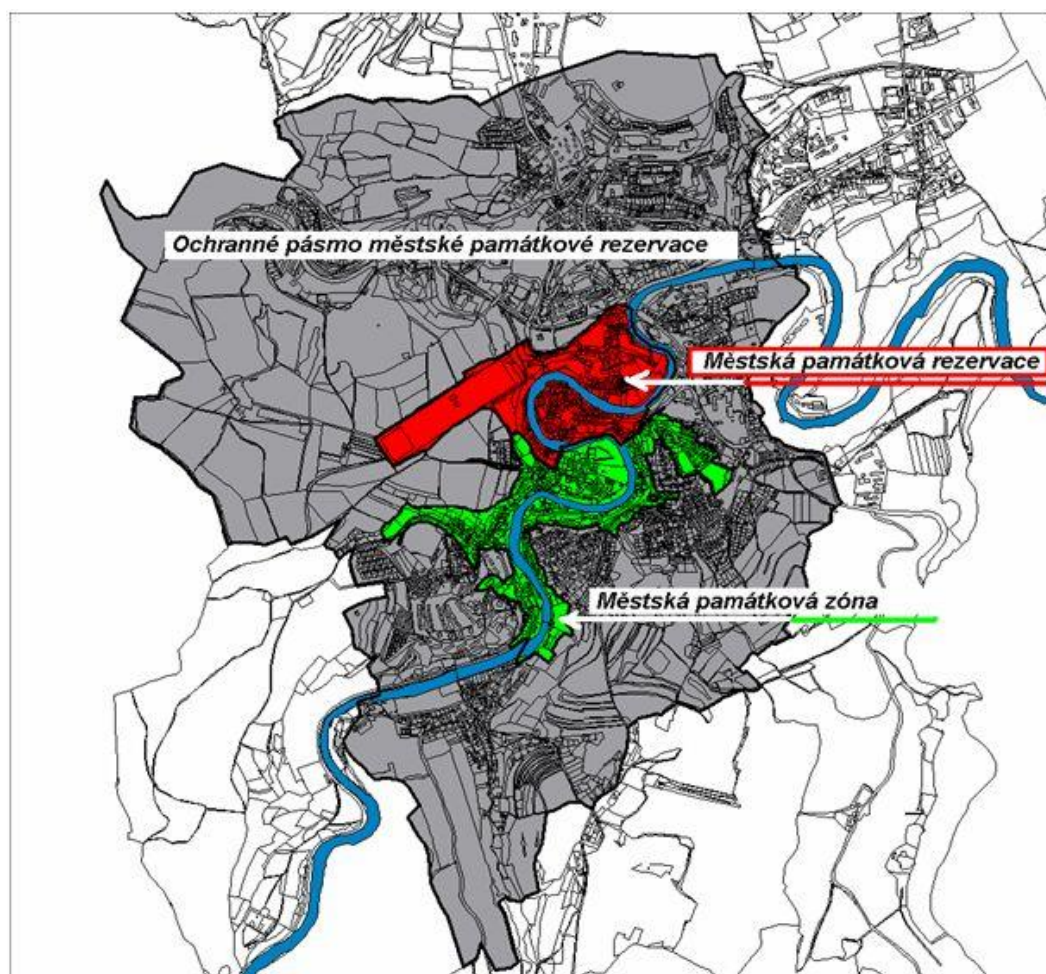 Ochranné pásmo městské památkové rezervace
Městská památková rezervace
Městská památková zóna